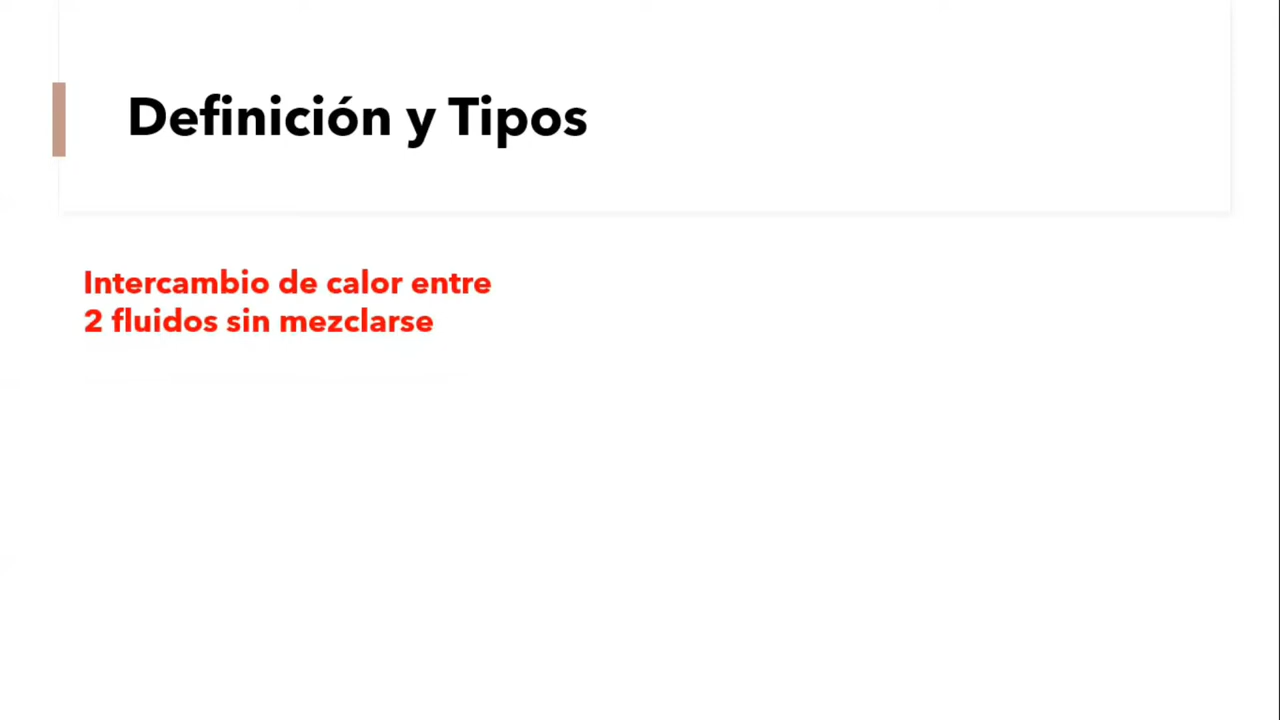 Definición y Tipos
Intercambio de calor entre
2 fluidos sin mezclarse